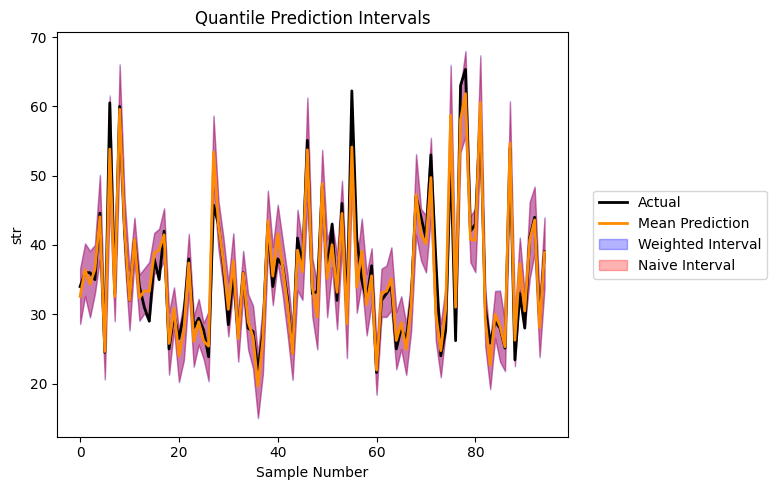 Quantile Prediction Intervals
70
60
50
40
30
20
str
0
20
40
60
80
Sample Number
Actual
Mean Prediction
Weighted Interval
Naive Interval